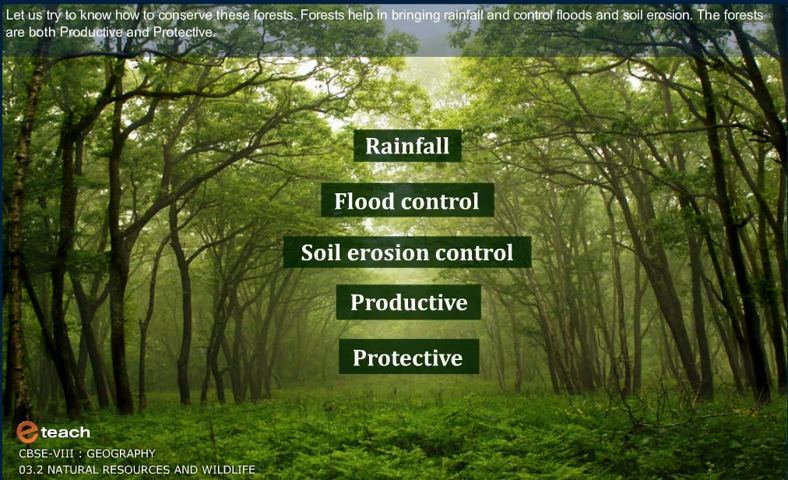 Let us try to know how to conserve these forests. Forests help in bringing rainfall and control floods and soil erosion. The forests
are both Productive and Protective.
Rainfall
Flood control
Soil erosion control
Productive
Protective
e teach
CBSE-VIII : GEOGRAPHY
03.2 NATURAL RESOURCES AND WILDLIFE